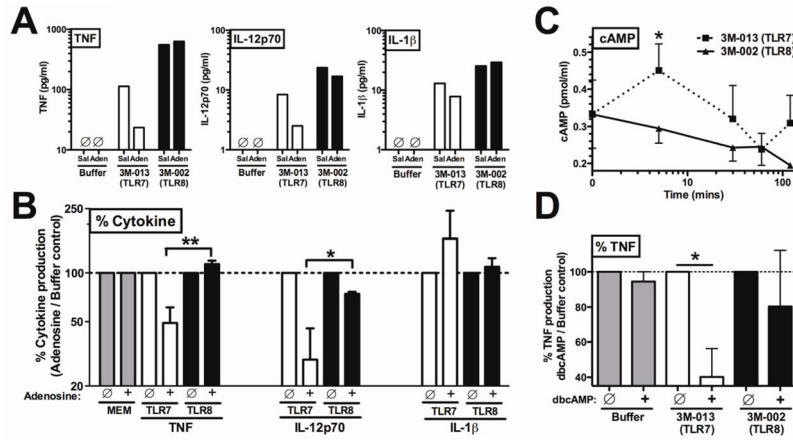 A
TNF
TNF
(pg/ml)
1000
100
10
Sal Aden Sal Aden Sal Aden
Buffer 3M-013 3M-002
(TLR7) (TLR8)
IL-12p70
IL-12p70
(pg/ml)
100
10
1
Sal Aden Sal Aden Sal Aden
Buffer 3M-013 3M-002
(TLR7) (TLR8)
IL-1β
IL-1β
(pg/ml)
100
10
1
Sal Aden Sal Aden Sal Aden
Buffer 3M-013 3M-002
(TLR7) (TLR8)
B
% Cytokine
% Cytokine production
(Adenosine / Buffer control)
250
100
50
20
** * 
Adenosine: ∅ + ∅ + ∅ + ∅ + ∅ + ∅ + ∅ +
MEM TLR7 TLR8 TLR7 TLR8 TLR7 TLR8
TNF IL-12p70 IL-1β
C
cAMP
*
3M-013 (TLR7)
3M-002 (TLR8)
cAMP (pmol/ml)
0.5
0.4
0.3
0.2
0 10 100
Time (mins)
D
% TNF
*
% TNF production
dbcAMP / Buffer control)
100
80
60
40
dbcAMP: ∅ + ∅ + ∅ +
Buffer 3M-013 3M-002
(TLR7) (TLR8)